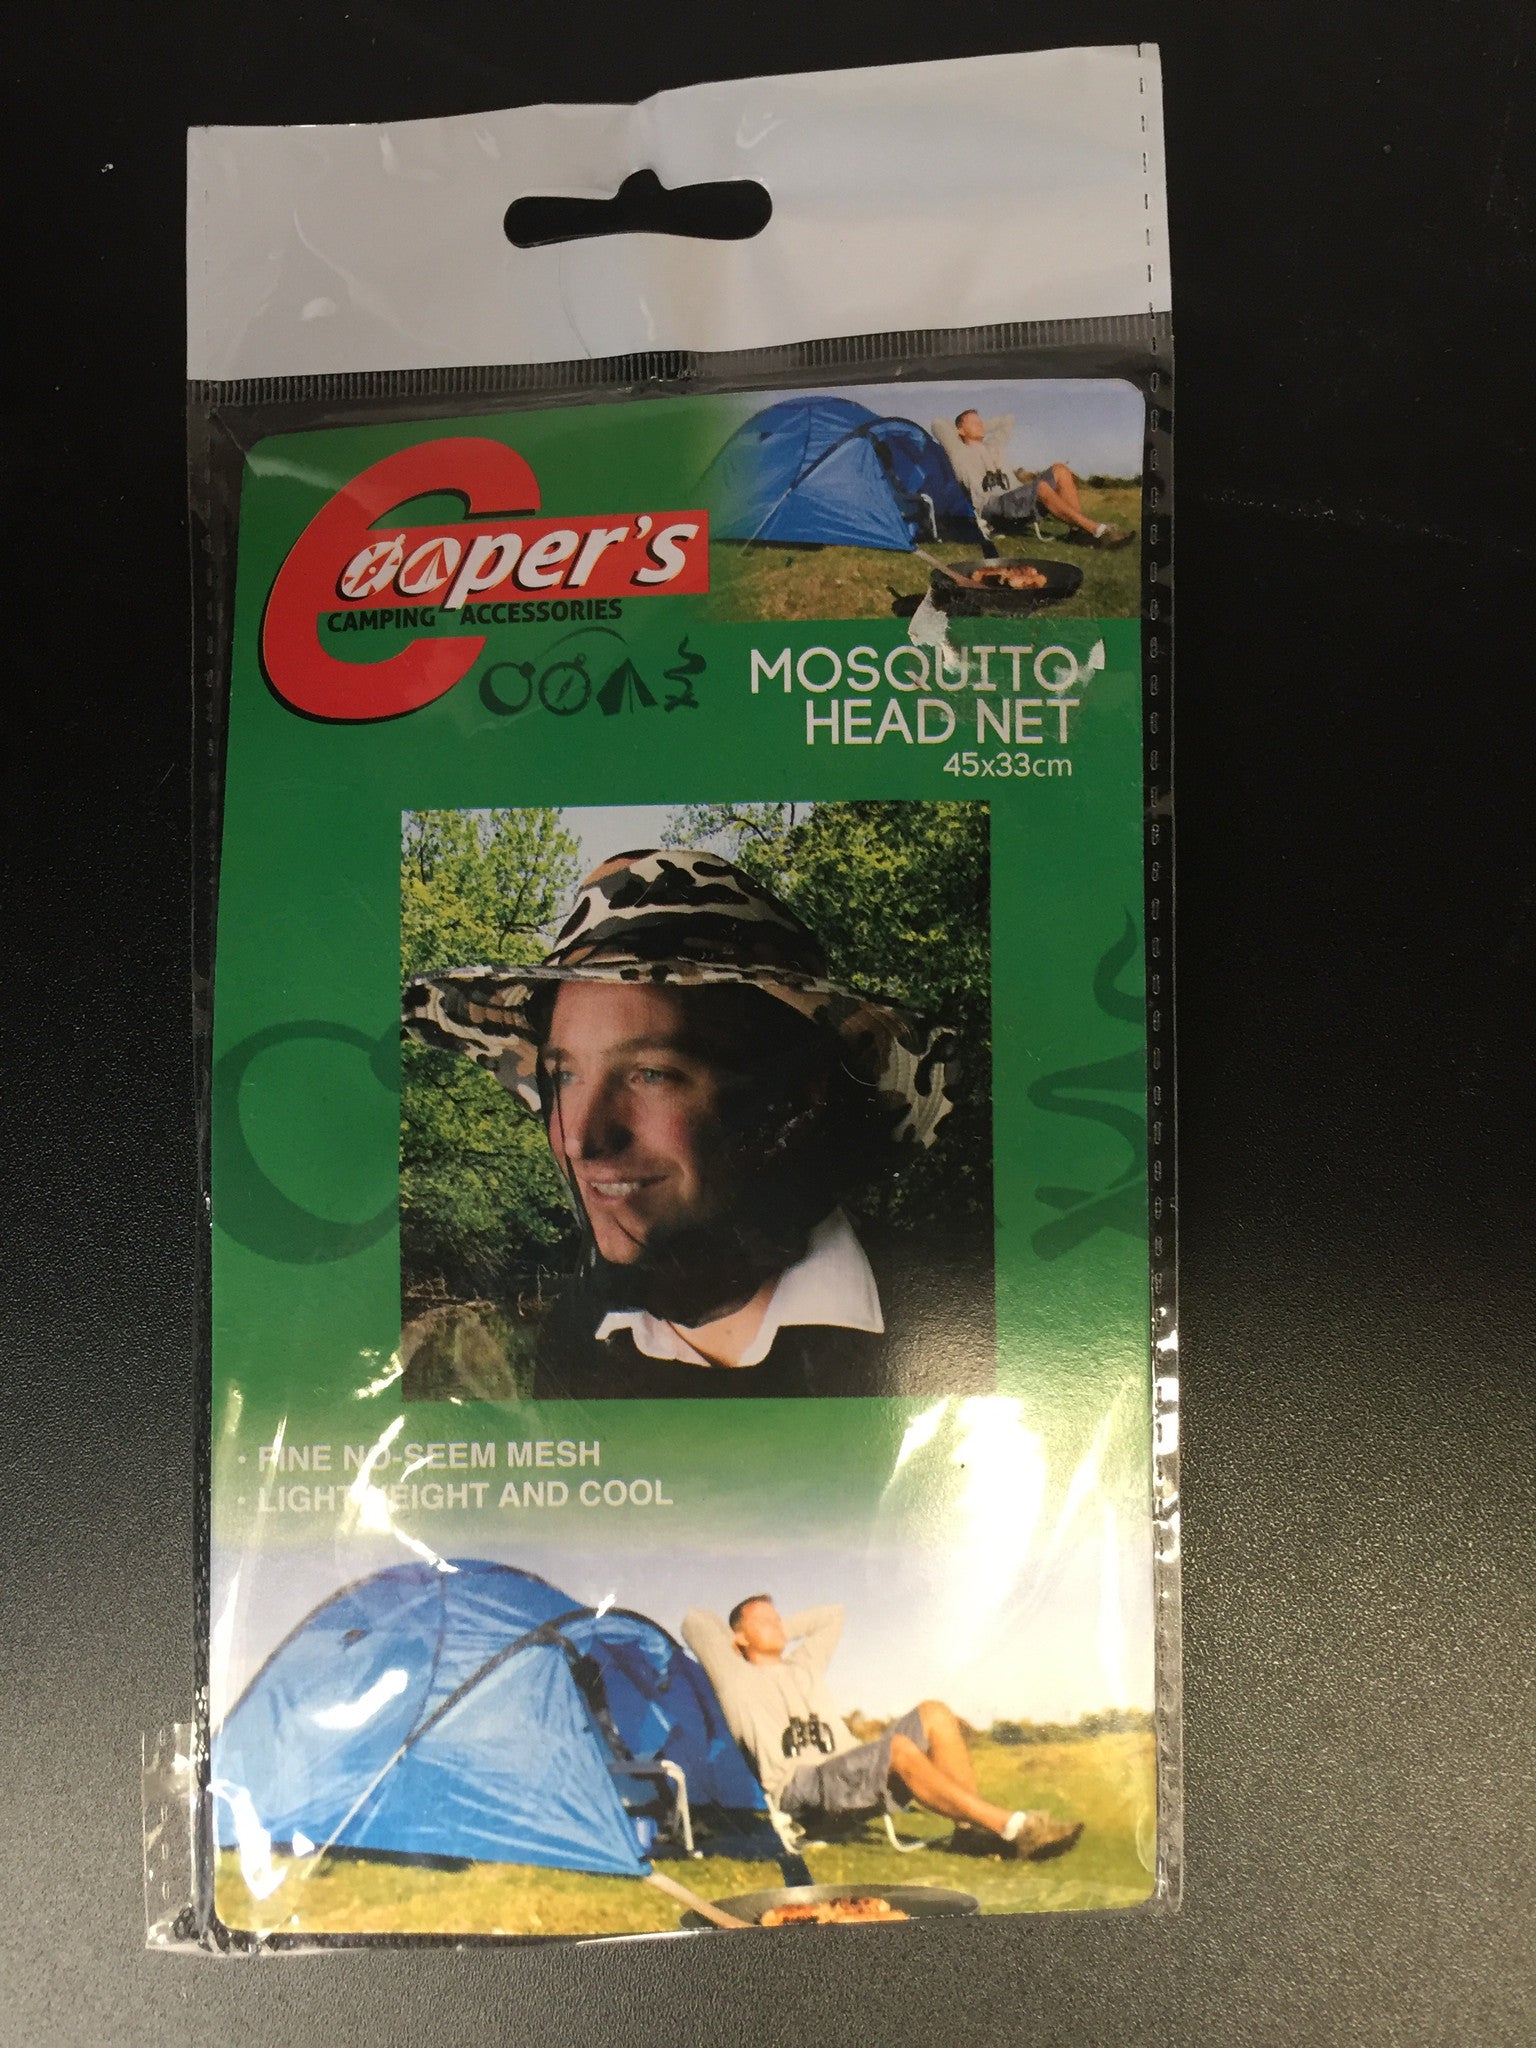 Cooper's
CAMPING ACCESSORIES
MOSQUITO
HEAD NET
45x33cm
• FINE NO-SEEM MESH
• LIGHTWEIGHT AND COOL